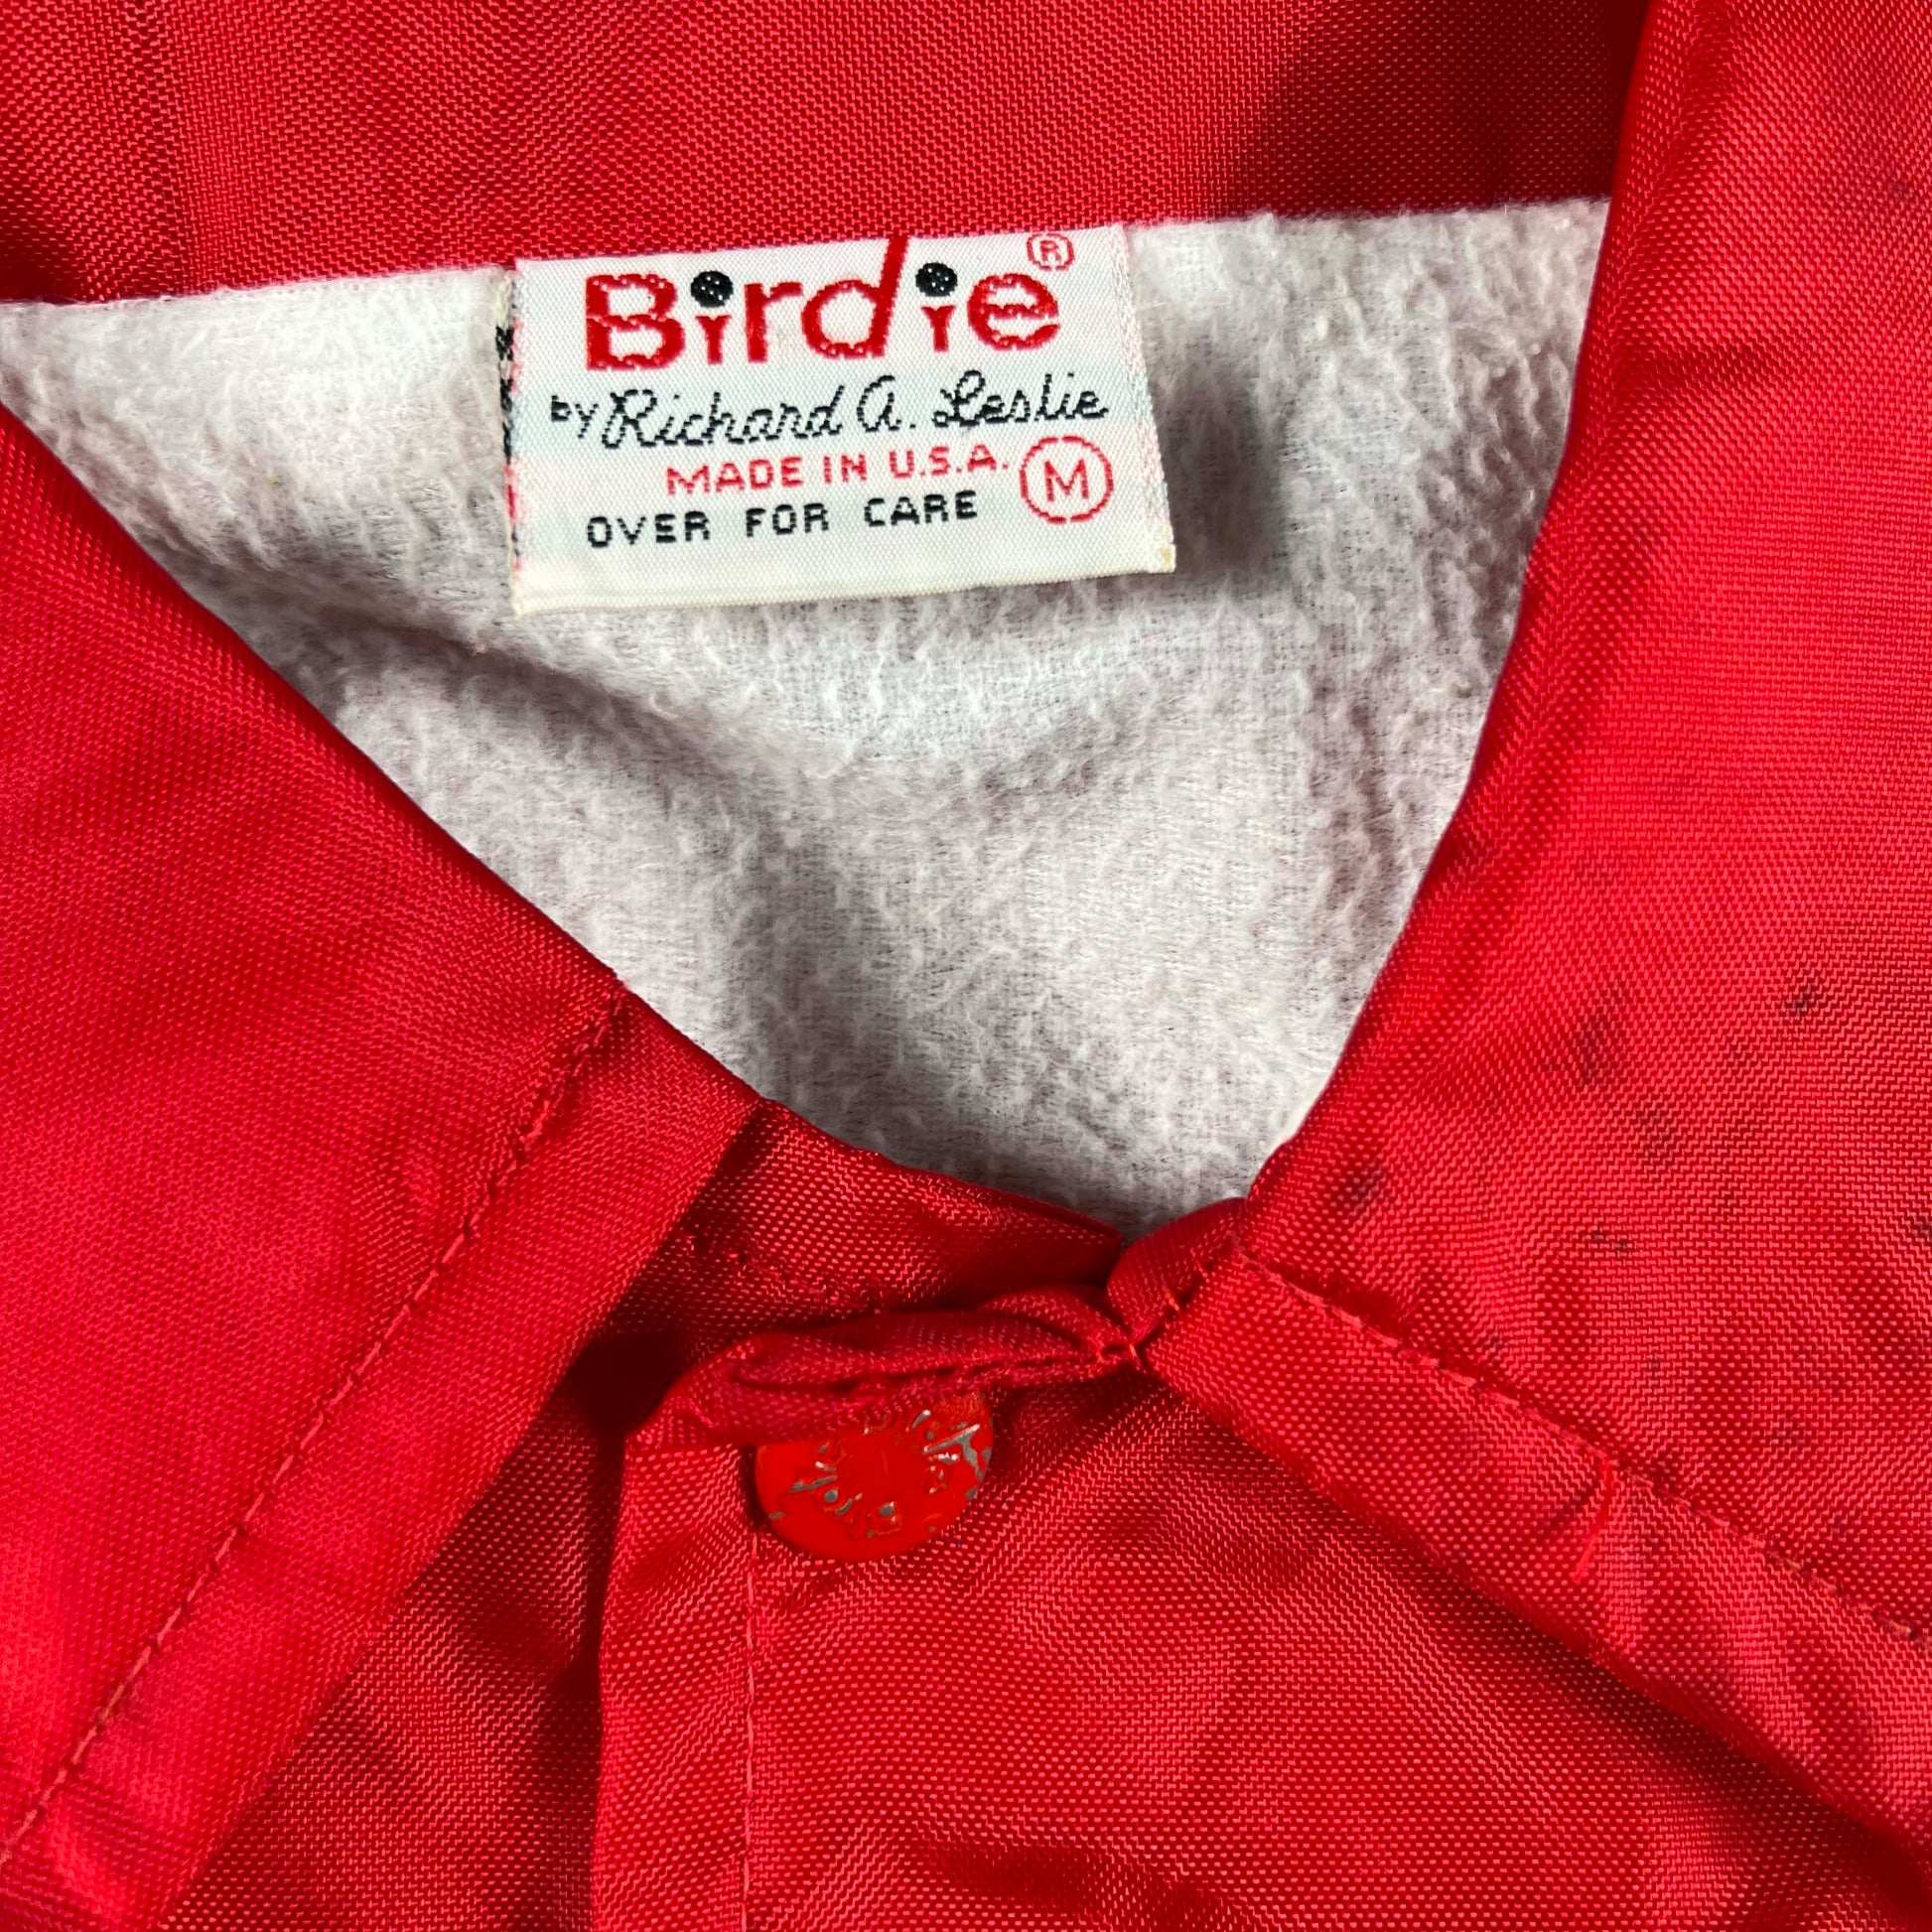 Birdie®
by Richard A. Leslie
MADE IN U.S.A. M
OVER FOR CARE